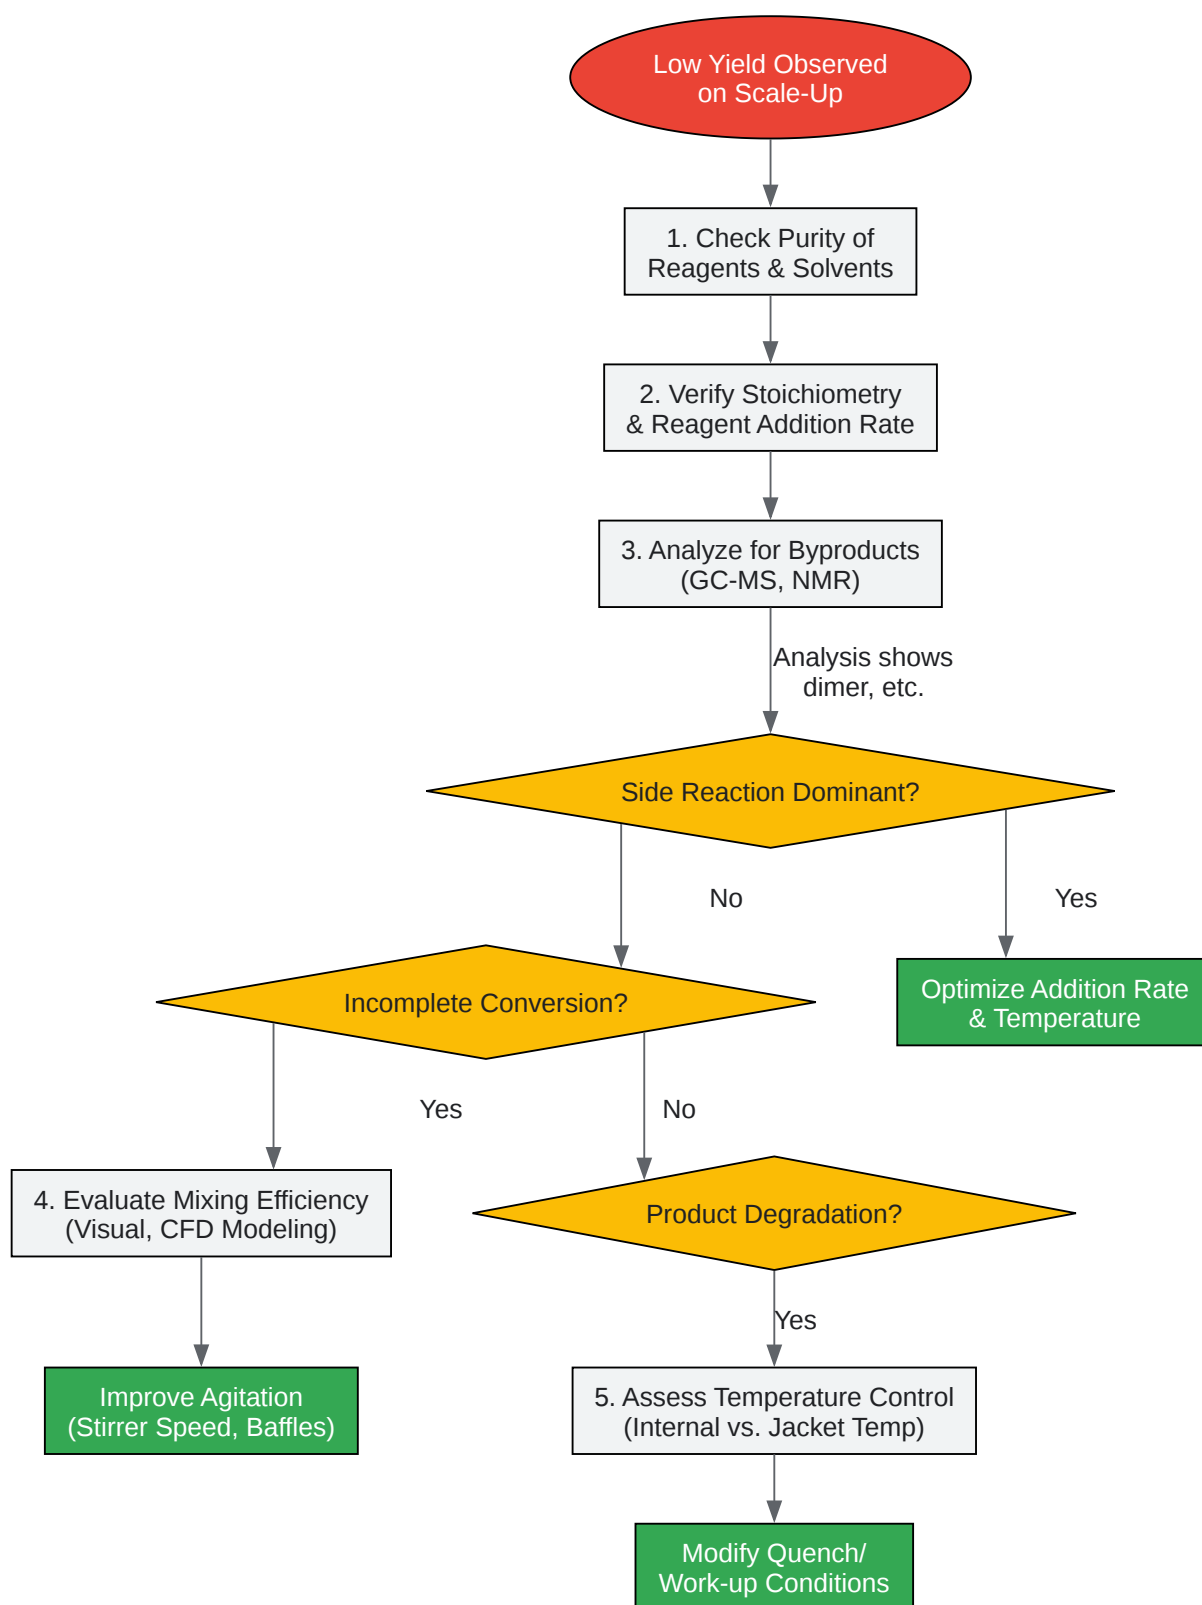 Low Yield Observed
on Scale-Up
1. Check Purity of
Reagents & Solvents
2. Verify Stoichiometry
& Reagent Addition Rate
3. Analyze for Byproducts
(GC-MS, NMR)
Analysis shows
dimer, etc.
Side Reaction Dominant?
No
Yes
Optimize Addition Rate
& Temperature
Incomplete Conversion?
Yes
No
4. Evaluate Mixing Efficiency
(Visual, CFD Modeling)
Product Degradation?
Yes
Improve Agitation
(Stirrer Speed, Baffles)
5. Assess Temperature Control
(Internal vs. Jacket Temp)
Modify Quench/
Work-up Conditions